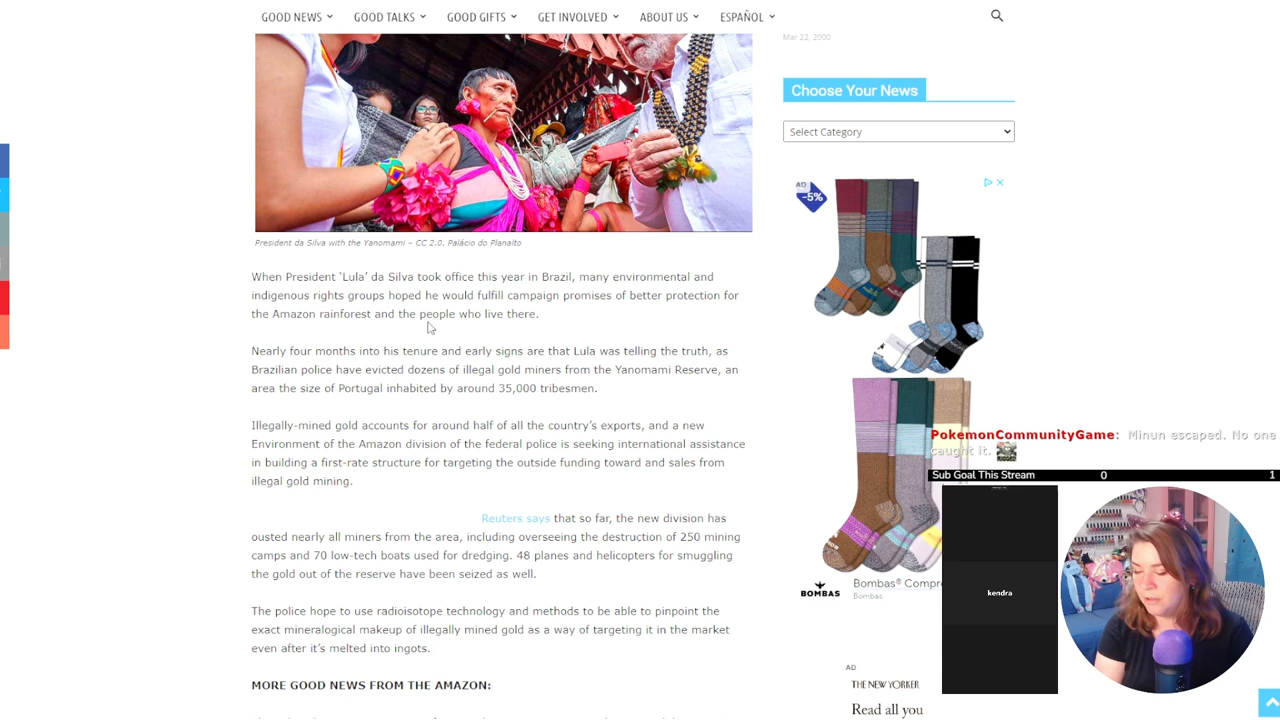 GOOD NEWS GOOD TALKS GOOD GIFTS GET INVOLVED ABOUT US ESPAÑOL
Mar 22, 2000
Choose Your News
Select Category
AD
-5%
President da Silva with the Yanomami – CC 2.0. Palácio do Planalto
When President ‘Lula’ da Silva took office this year in Brazil, many environmental and
indigenous rights groups hoped he would fulfill campaign promises of better protection for
the Amazon rainforest and the people who live there.
Nearly four months into his tenure and early signs are that Lula was telling the truth, as
Brazilian police have evicted dozens of illegal gold miners from the Yanomami Reserve, an
area the size of Portugal inhabited by around 35,000 tribesmen.
Illegally-mined gold accounts for around half of all the country’s exports, and a new
Environment of the Amazon division of the federal police is seeking international assistance
in building a first-rate structure for targeting the outside funding toward and sales from
illegal gold mining.
Reuters says that so far, the new division has
ousted nearly all miners from the area, including overseeing the destruction of 250 mining
camps and 70 low-tech boats used for dredging. 48 planes and helicopters for smuggling
the gold out of the reserve have been seized as well.
The police hope to use radioisotope technology and methods to be able to pinpoint the
exact mineralogical makeup of illegally mined gold as a way of targeting it in the market
even after it’s melted into ingots.
MORE GOOD NEWS FROM THE AMAZON:
PokemonCommunityGame: Minun escaped. No one
caught it.
Sub Goal This Stream 0 1
kendra
BOMBAS
Bombas® Compre
Bombas
AD
THE NEW YORKER
Read all you